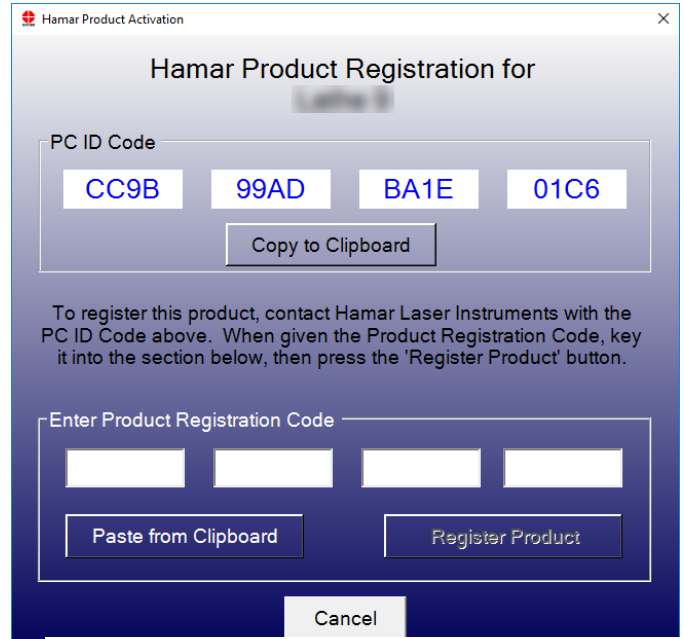 Hamar Product Activation
Hamar Product Registration for
PC ID Code
CC9B 99AD BA1E 01C6
Copy to Clipboard
To register this product, contact Hamar Laser Instruments with the
PC ID Code above. When given the Product Registration Code, key
it into the section below, then press the 'Register Product' button.
Enter Product Registration Code
Paste from Clipboard Register Product
Cancel